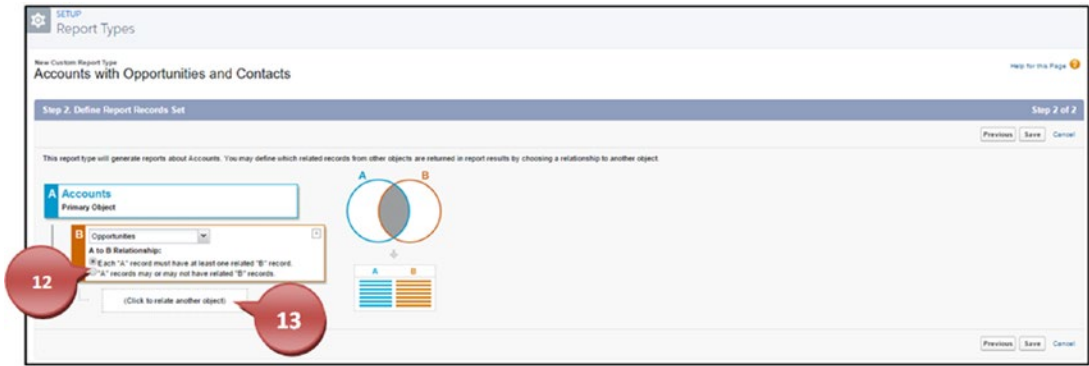 SETUP
Report Types
New Custom Report Type
Accounts with Opportunities and Contacts
Help for this Page
Step 2. Define Report Records Set
Step 2 of 2
Previous Save Cancel
This report type will generate reports about Accounts. You may define which related records from other objects are returned in report results by choosing a relationship to another object.
A Accounts
Primary Object
B Opportunities
A to B Relationship:
Each "A" record must have at least one related "B" record.
"A" records may or may not have related "B" records.
(Click to relate another object)
12
13
A B
A B
Previous Save Cancel